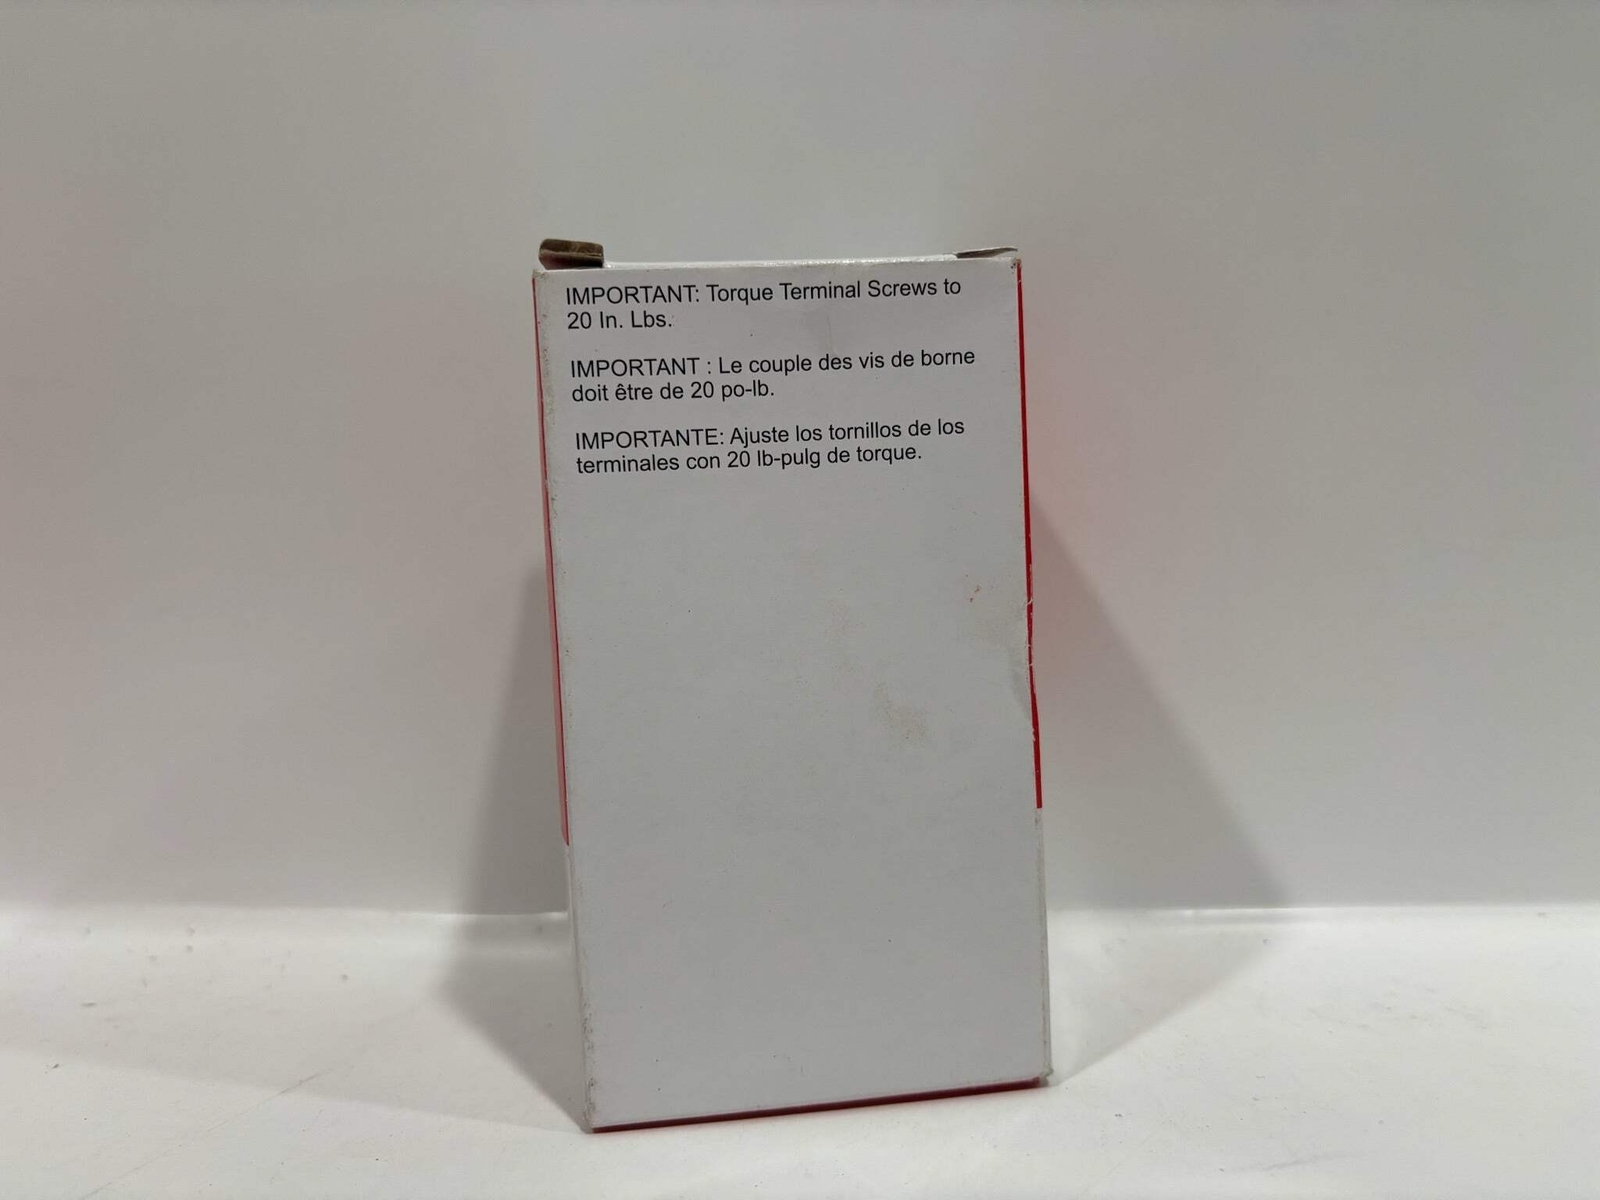 IMPORTANT: Torque Terminal Screws to
20 In. Lbs.
IMPORTANT : Le couple des vis de borne
doit être de 20 po-lb.
IMPORTANTE: Ajuste los tornillos de los
terminales con 20 lb-pulg de torque.